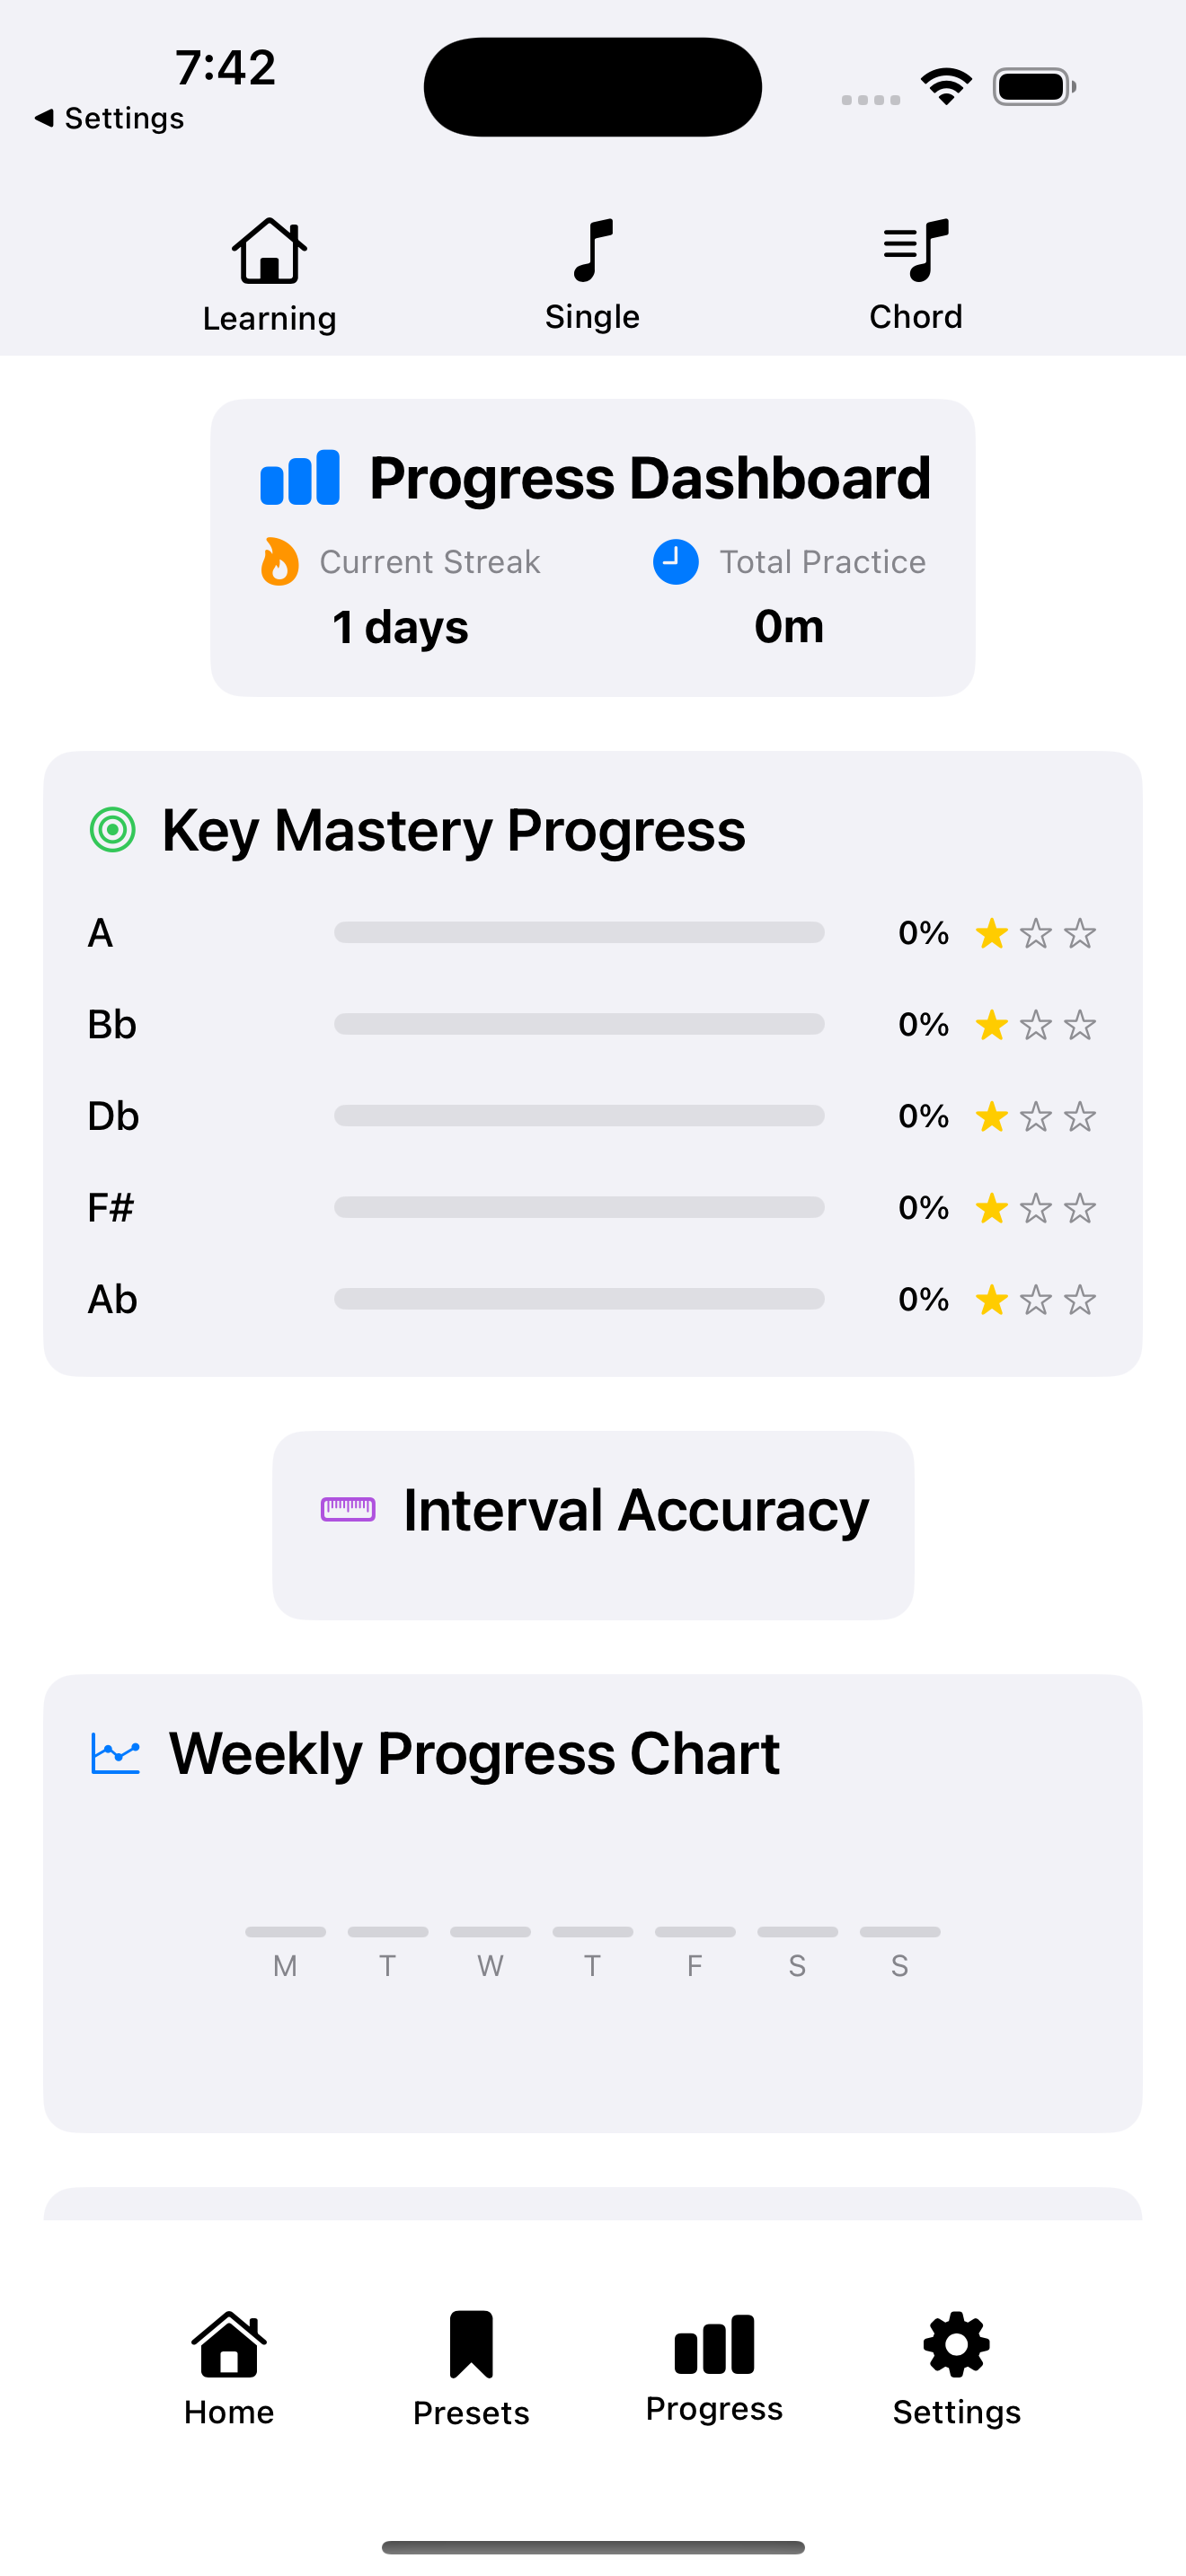 7:42
◀ Settings
Learning Single Chord
Progress Dashboard
Current Streak Total Practice
1 days 0m
Key Mastery Progress
A 0%
Bb 0%
Db 0%
F# 0%
Ab 0%
Interval Accuracy
Weekly Progress Chart
M T W T F S S
Home Presets Progress Settings